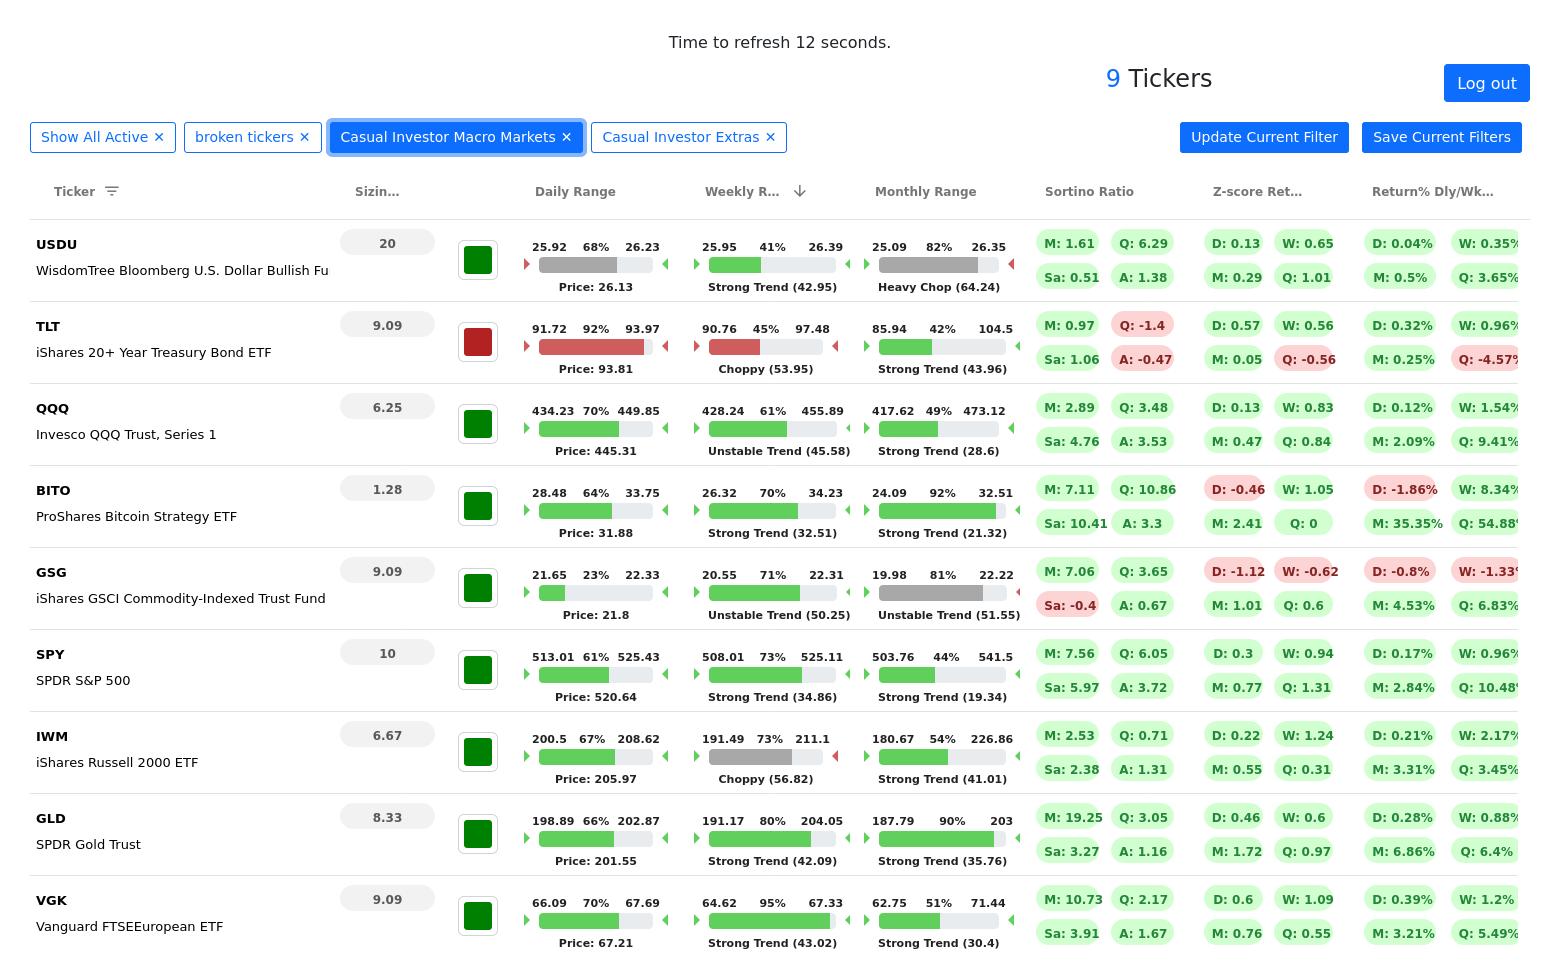 Time to refresh 12 seconds.
9 Tickers
Log out
Show All Active ✕ broken tickers ✕ Casual Investor Macro Markets ✕ Casual Investor Extras ✕ Update Current Filter Save Current Filters
Ticker Sizin... Daily Range Weekly R... Monthly Range Sortino Ratio Z-score Ret... Return% Dly/Wk...
USDU 20 25.92 68% 26.23 25.95 41% 26.39 25.09 82% 26.35 M: 1.61 Q: 6.29 D: 0.13 W: 0.65 D: 0.04% W: 0.35%
WisdomTree Bloomberg U.S. Dollar Bullish Fu Sa: 0.51 A: 1.38 M: 0.29 Q: 1.01 M: 0.5% Q: 3.65%
Price: 26.13 Strong Trend (42.95) Heavy Chop (64.24)
TLT 9.09 91.72 92% 93.97 90.76 45% 97.48 85.94 42% 104.5 M: 0.97 Q: -1.4 D: 0.57 W: 0.56 D: 0.32% W: 0.96%
iShares 20+ Year Treasury Bond ETF Sa: 1.06 A: -0.47 M: 0.05 Q: -0.56 M: 0.25% Q: -4.57%
Price: 93.81 Choppy (53.95) Strong Trend (43.96)
QQQ 6.25 434.23 70% 449.85 428.24 61% 455.89 417.62 49% 473.12 M: 2.89 Q: 3.48 D: 0.13 W: 0.83 D: 0.12% W: 1.54%
Invesco QQQ Trust, Series 1 Sa: 4.76 A: 3.53 M: 0.47 Q: 0.84 M: 2.09% Q: 9.41%
Price: 445.31 Unstable Trend (45.58) Strong Trend (28.6)
BITO 1.28 28.48 64% 33.75 26.32 70% 34.23 24.09 92% 32.51 M: 7.11 Q: 10.86 D: -0.46 W: 1.05 D: -1.86% W: 8.34%
ProShares Bitcoin Strategy ETF Sa: 10.41 A: 3.3 M: 2.41 Q: 0 M: 35.35% Q: 54.88%
Price: 31.88 Strong Trend (32.51) Strong Trend (21.32)
GSG 9.09 21.65 23% 22.33 20.55 71% 22.31 19.98 81% 22.22 M: 7.06 Q: 3.65 D: -1.12 W: -0.62 D: -0.8% W: -1.33%
iShares GSCI Commodity-Indexed Trust Fund Sa: -0.4 A: 0.67 M: 1.01 Q: 0.6 M: 4.53% Q: 6.83%
Price: 21.8 Unstable Trend (50.25) Unstable Trend (51.55)
SPY 10 513.01 61% 525.43 508.01 73% 525.11 503.76 44% 541.5 M: 7.56 Q: 6.05 D: 0.3 W: 0.94 D: 0.17% W: 0.96%
SPDR S&P 500 Sa: 5.97 A: 3.72 M: 0.77 Q: 1.31 M: 2.84% Q: 10.48%
Price: 520.64 Strong Trend (34.86) Strong Trend (19.34)
IWM 6.67 200.5 67% 208.62 191.49 73% 211.1 180.67 54% 226.86 M: 2.53 Q: 0.71 D: 0.22 W: 1.24 D: 0.21% W: 2.17%
iShares Russell 2000 ETF Sa: 2.38 A: 1.31 M: 0.55 Q: 0.31 M: 3.31% Q: 3.45%
Price: 205.97 Choppy (56.82) Strong Trend (41.01)
GLD 8.33 198.89 66% 202.87 191.17 80% 204.05 187.79 90% 203 M: 19.25 Q: 3.05 D: 0.46 W: 0.6 D: 0.28% W: 0.88%
SPDR Gold Trust Sa: 3.27 A: 1.16 M: 1.72 Q: 0.97 M: 6.86% Q: 6.4%
Price: 201.55 Strong Trend (42.09) Strong Trend (35.76)
VGK 9.09 66.09 70% 67.69 64.62 95% 67.33 62.75 51% 71.44 M: 10.73 Q: 2.17 D: 0.6 W: 1.09 D: 0.39% W: 1.2%
Vanguard FTSEEuropean ETF Sa: 3.91 A: 1.67 M: 0.76 Q: 0.55 M: 3.21% Q: 5.49%
Price: 67.21 Strong Trend (43.02) Strong Trend (30.4)